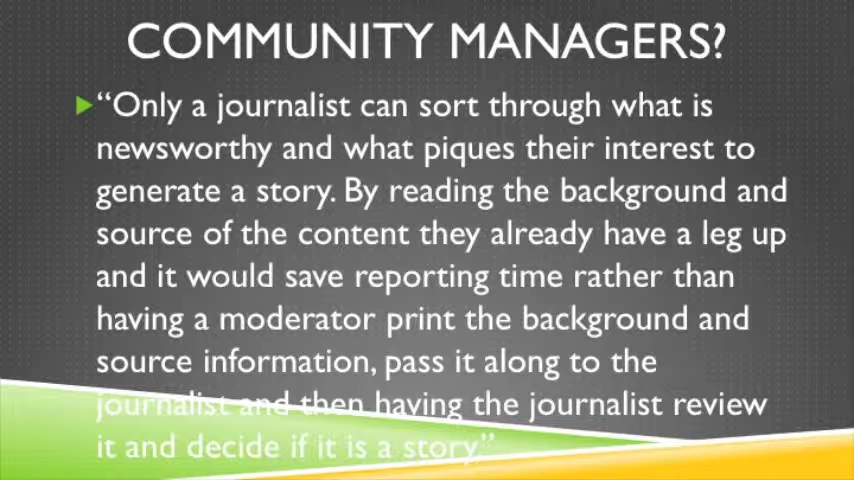 COMMUNITY MANAGERS?
“Only a journalist can sort through what is
newsworthy and what piques their interest to
generate a story. By reading the background and
source of the content they already have a leg up
and it would save reporting time rather than
having a moderator print the background and
source information, pass it along to the
journalist and then having the journalist review
it and decide if it is a story.”